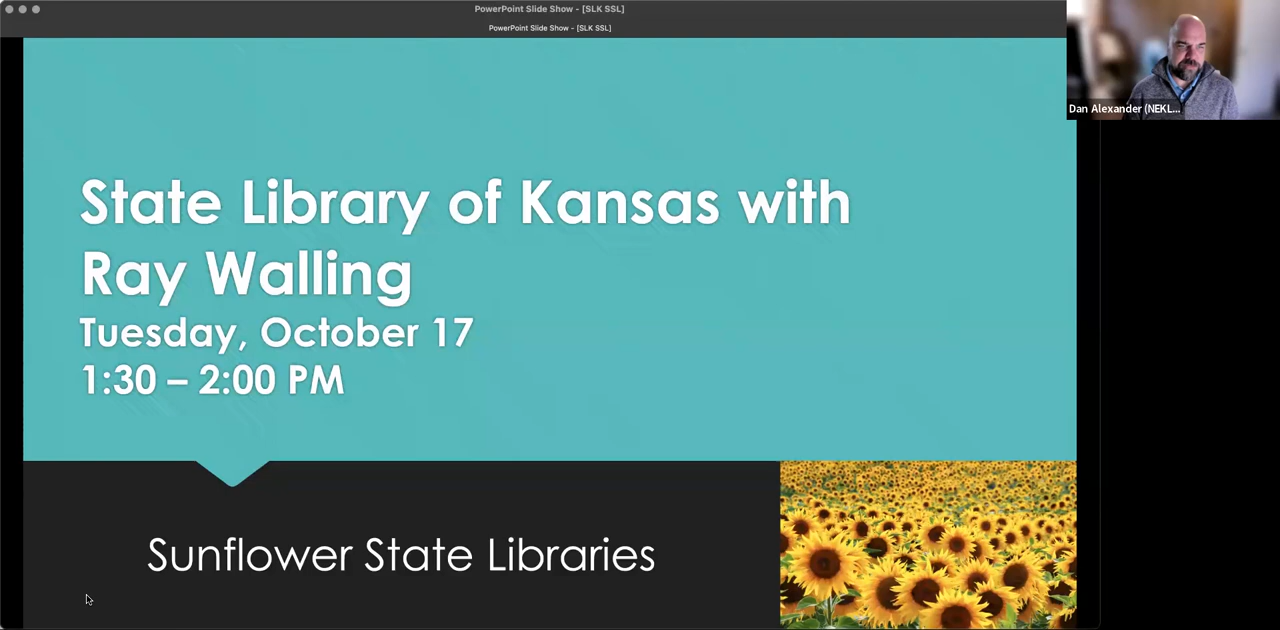 PowerPoint Slide Show - [SLK SSL]
PowerPoint Slide Show - [SLK SSL]
Dan Alexander (NEKL...
State Library of Kansas with
Ray Walling
Tuesday, October 17
1:30 – 2:00 PM
Sunflower State Libraries